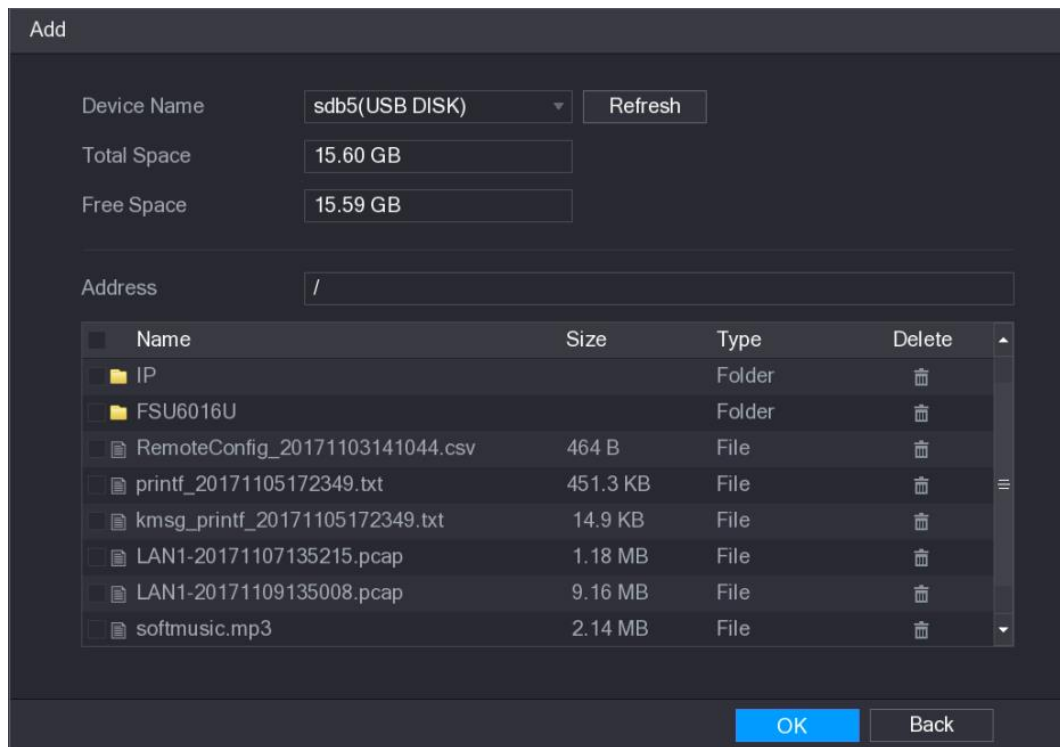 Add
Device Name sdb5(USB DISK) Refresh
Total Space 15.60 GB
Free Space 15.59 GB
Address /
Name Size Type Delete
IP Folder
FSU6016U Folder
RemoteConfig_20171103141044.csv 464 B File
printf_20171105172349.txt 451.3 KB File
kmsg_printf_20171105172349.txt 14.9 KB File
LAN1-20171107135215.pcap 1.18 MB File
LAN1-20171109135008.pcap 9.16 MB File
softmusic.mp3 2.14 MB File
OK Back